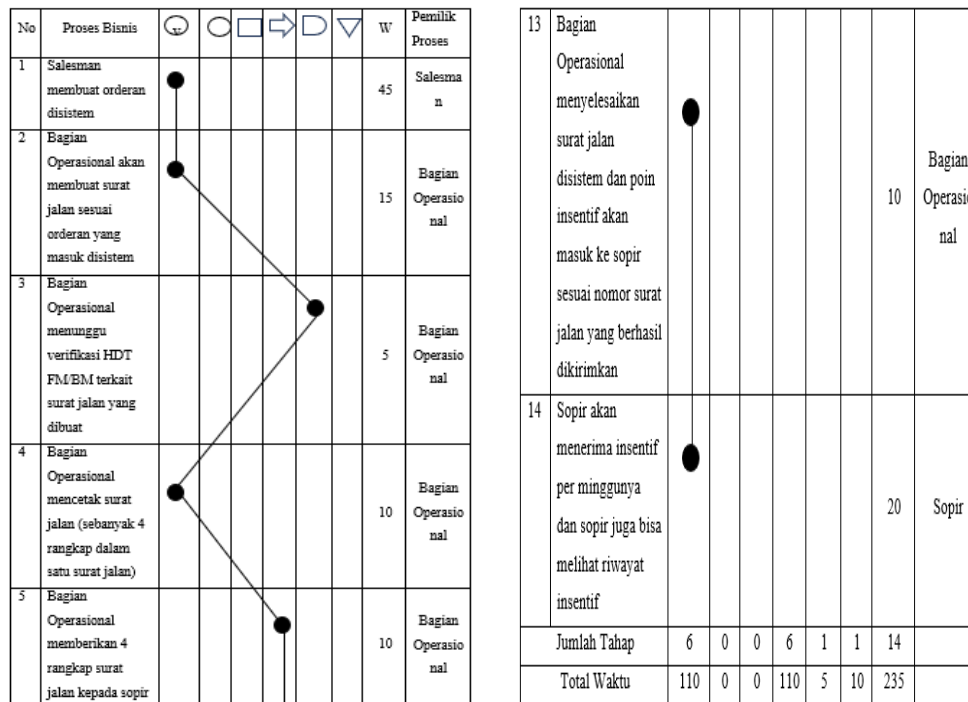 No Proses Bisnis v W Pemilik
Proses
1 Salesman
membuat orderan
disistem
45
Salesma
n
2 Bagian
Operasional akan
membuat surat
jalan sesuai
orderan yang
masuk disistem
15
Bagian
Operasio
nal
3 Bagian
Operasional
menunggu
verifikasi HDT
FM/BM terkait
surat jalan yang
dibuat
5
Bagian
Operasio
nal
4 Bagian
Operasional
mencetak surat
jalan (sebanyak 4
rangkap dalam
satu surat jalan)
10
Bagian
Operasio
nal
5 Bagian
Operasional
memberikan 4
rangkap surat
jalan kepada sopir
10
Bagian
Operasio
nal
13 Bagian
Operasional
menyelesaikan
surat jalan
disistem dan poin
insentif akan
masuk ke sopir
sesuai nomor surat
jalan yang berhasil
dikirimkan
10
Bagian
Operasio
nal
14 Sopir akan
menerima insentif
per minggunya
dan sopir juga bisa
melihat riwayat
insentif
20
Sopir
Jumlah Tahap 6 0 0 6 1 1 14
Total Waktu 110 0 0 110 5 10 235